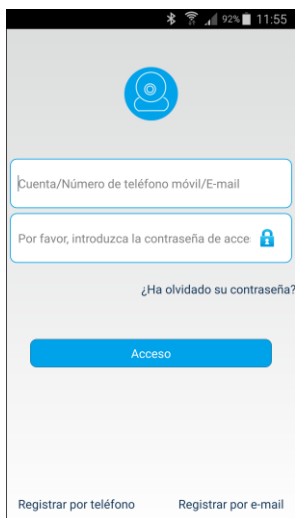 92% 11:55
Cuenta/Número de teléfono móvil/E-mail
Por favor, introduzca la contraseña de acce
¿Ha olvidado su contraseña?
Acceso
Registrar por teléfono Registrar por e-mail